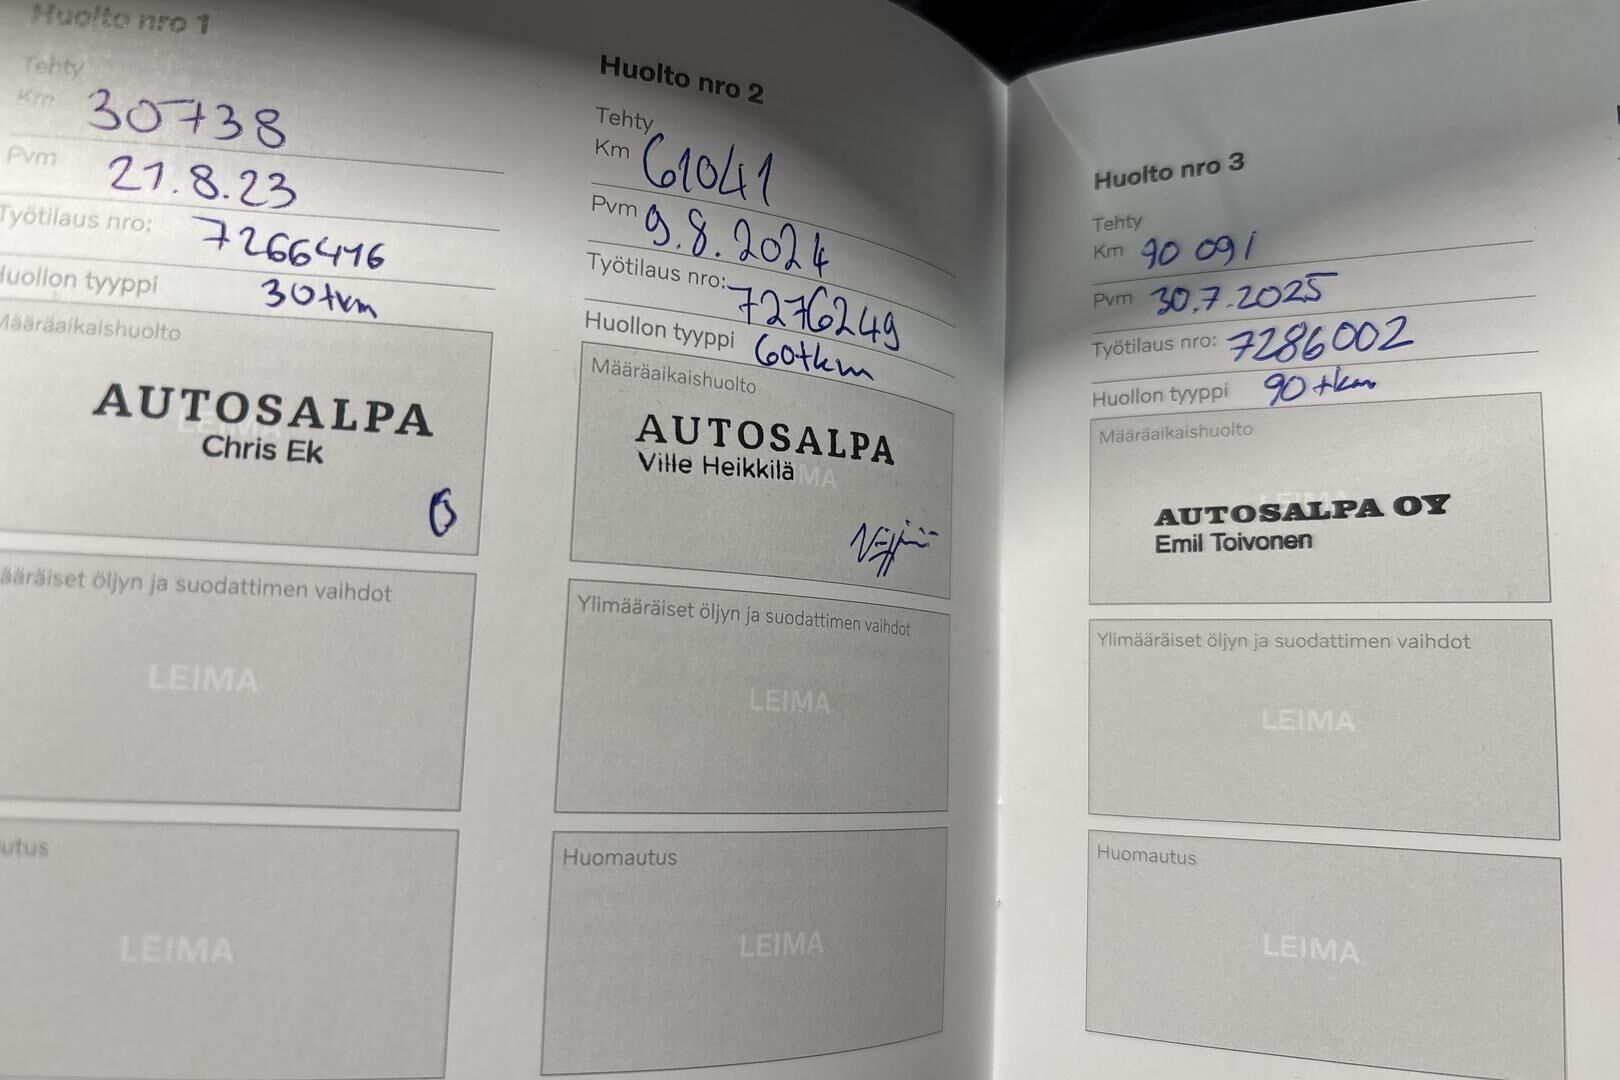 Huolto nro 1
Tehty
Km 30738
Pvm 21.8.23
Työtilaus nro: 7266416
Huollon tyyppi 30tkm
Määräaikaishuolto
AUTOSALPA
Chris Ek
ääräiset öljyn ja suodattimen vaihdot
LEIMA
utus
LEIMA
Huolto nro 2
Tehty
Km 61041
Pvm 9.8.2024
Työtilaus nro: 7276249
Huollon tyyppi 60tkm
Määräaikaishuolto
AUTOSALPA
Ville Heikkilä
Ylimääräiset öljyn ja suodattimen vaihdot
LEIMA
Huomautus
LEIMA
Huolto nro 3
Tehty
Km 90 091
Pvm 30.7.2025
Työtilaus nro: 7286002
Huollon tyyppi 90tkm
Määräaikaishuolto
AUTOSALPA OY
Emil Toivonen
Ylimääräiset öljyn ja suodattimen vaihdot
LEIMA
Huomautus
LEIMA